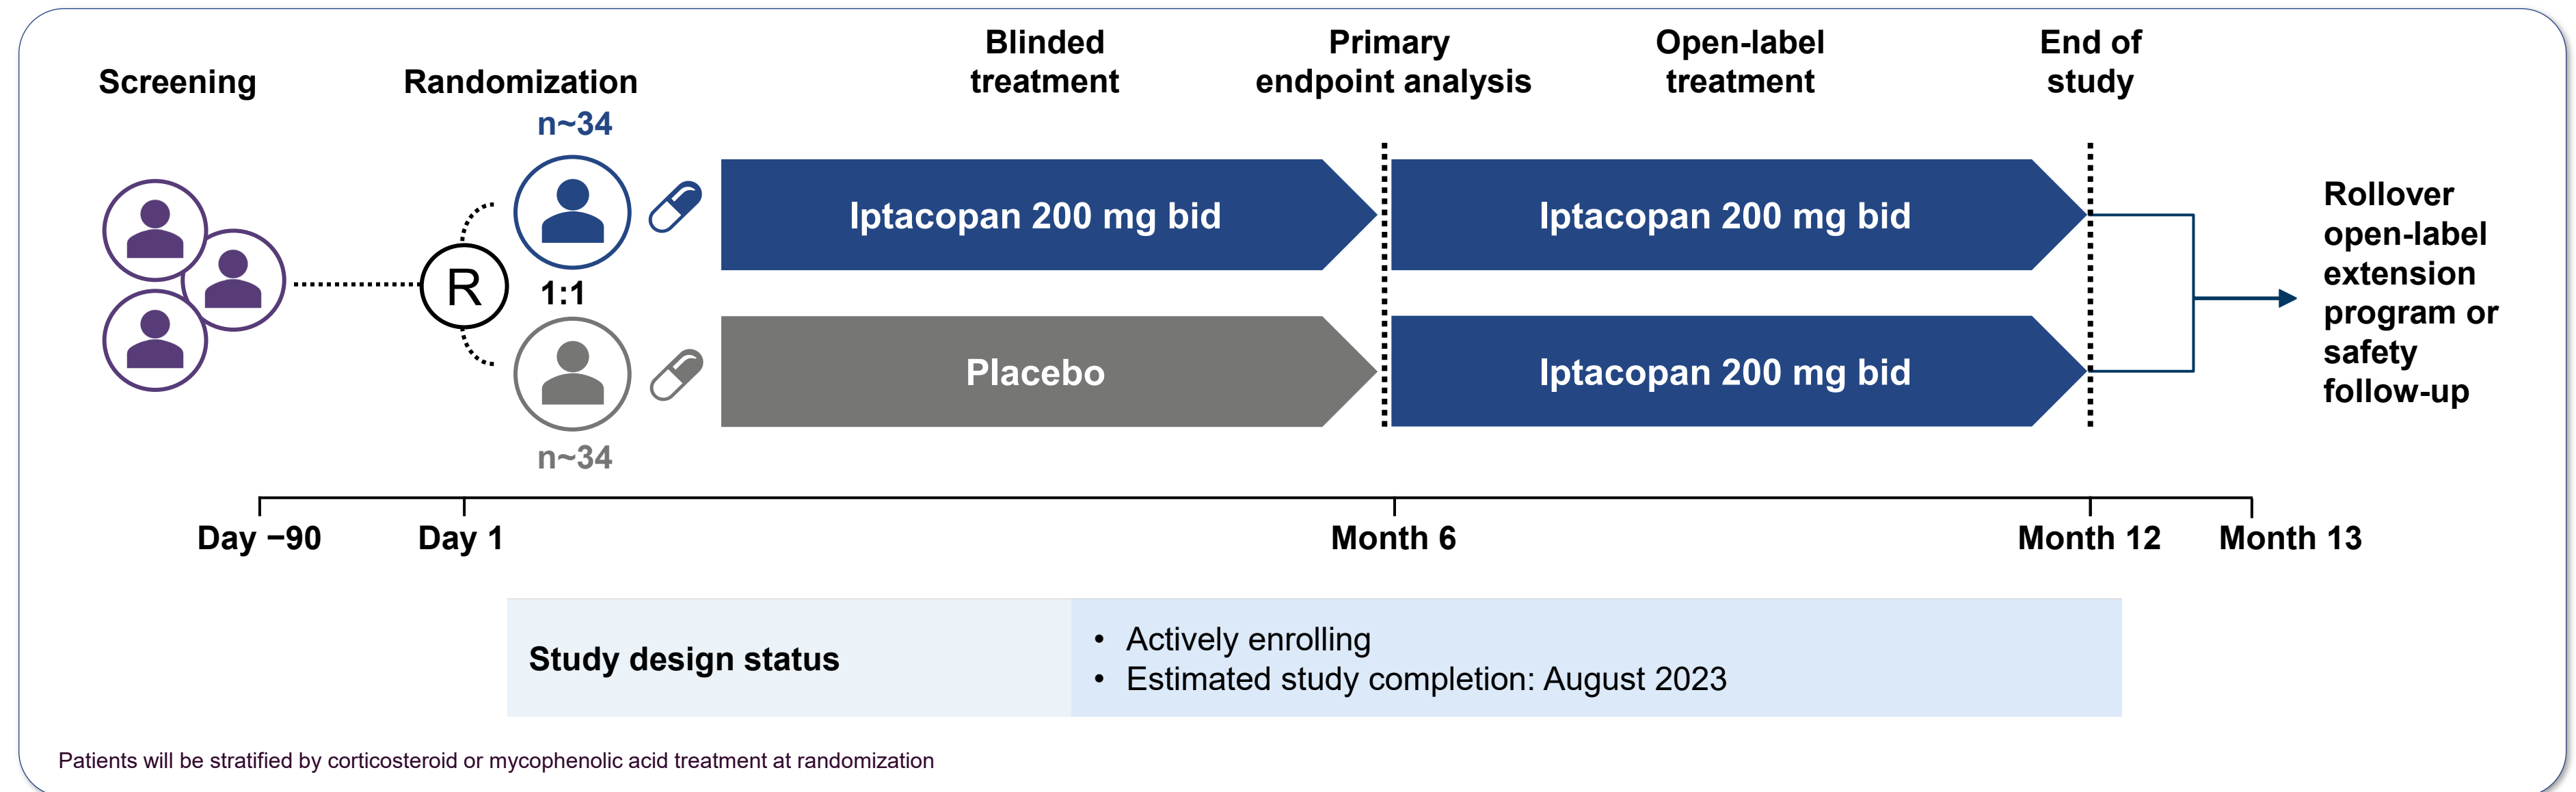 Screening
Randomization
Blinded
treatment
Primary
endpoint analysis
Open-label
treatment
End of
study
n~34
R
1:1
n~34
Iptacopan 200 mg bid
Iptacopan 200 mg bid
Placebo
Iptacopan 200 mg bid
Rollover
open-label
extension
program or
safety
follow-up
Day −90
Day 1
Month 6
Month 12
Month 13
Study design status
• Actively enrolling
• Estimated study completion: August 2023
Patients will be stratified by corticosteroid or mycophenolic acid treatment at randomization